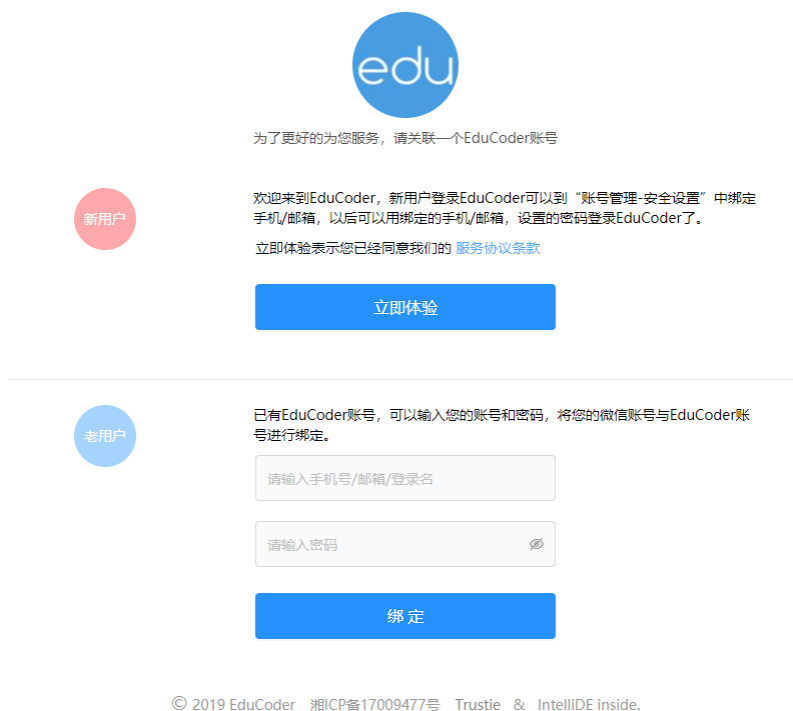 edu
为了更好的为您服务，请关联一个EduCoder账号
新用户
欢迎来到EduCoder，新用户登录EduCoder可以到“账号管理-安全设置”中绑定
手机/邮箱，以后可以用绑定的手机/邮箱，设置的密码登录EduCoder了。
立即体验表示您已经同意我们的 服务协议条款
立即体验
老用户
已有EduCoder账号，可以输入您的账号和密码，将您的微信账号与EduCoder账
号进行绑定。
请输入手机号/邮箱/登录名
请输入密码
绑 定
© 2019 EduCoder 湘ICP备17009477号 Trustie & IntelliDE inside.